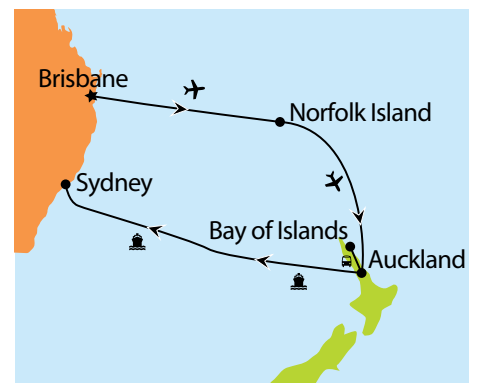 Brisbane
Norfolk Island
Sydney
Bay of Islands
Auckland